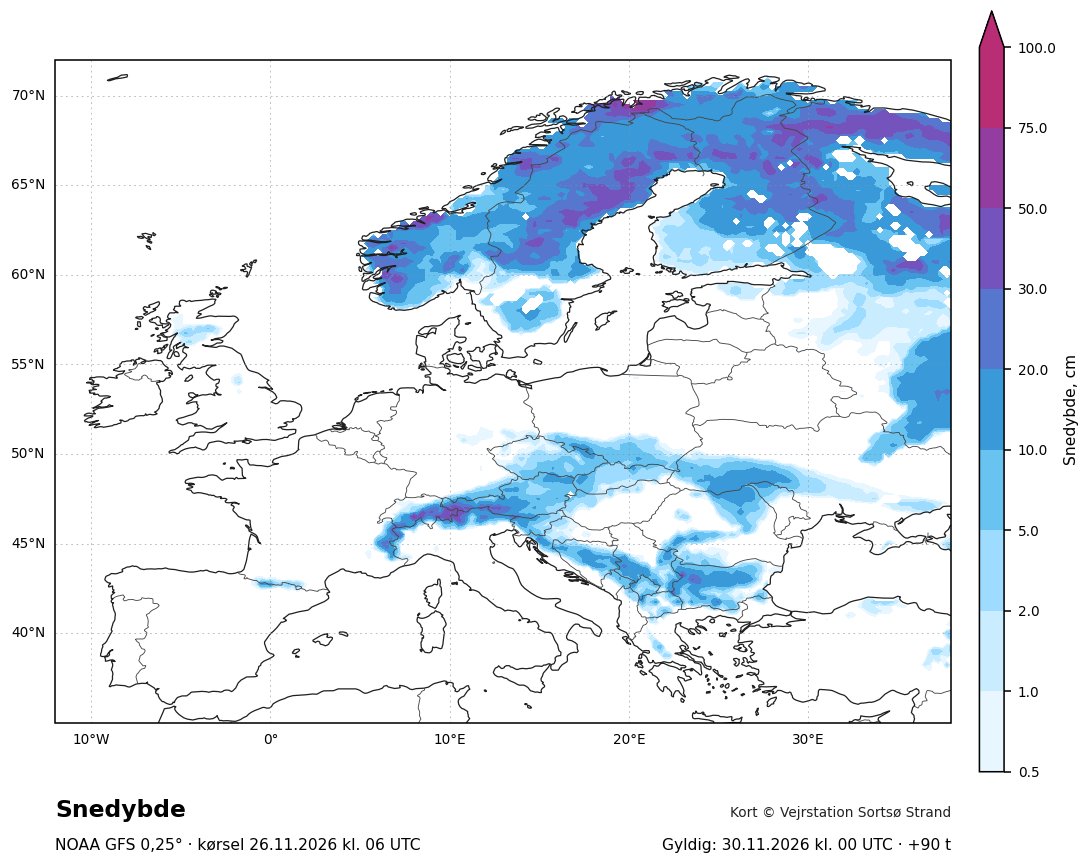 100.0
75.0
50.0
30.0
20.0
10.0
5.0
2.0
1.0
0.5
Snedybde, cm
70°N
65°N
60°N
55°N
50°N
45°N
40°N
10°W 0° 10°E 20°E 30°E
Snedybde
Kort © Vejrstation Sortsø Strand
NOAA GFS 0,25° · kørsel 26.11.2026 kl. 06 UTC
Gyldig: 30.11.2026 kl. 00 UTC · +90 t